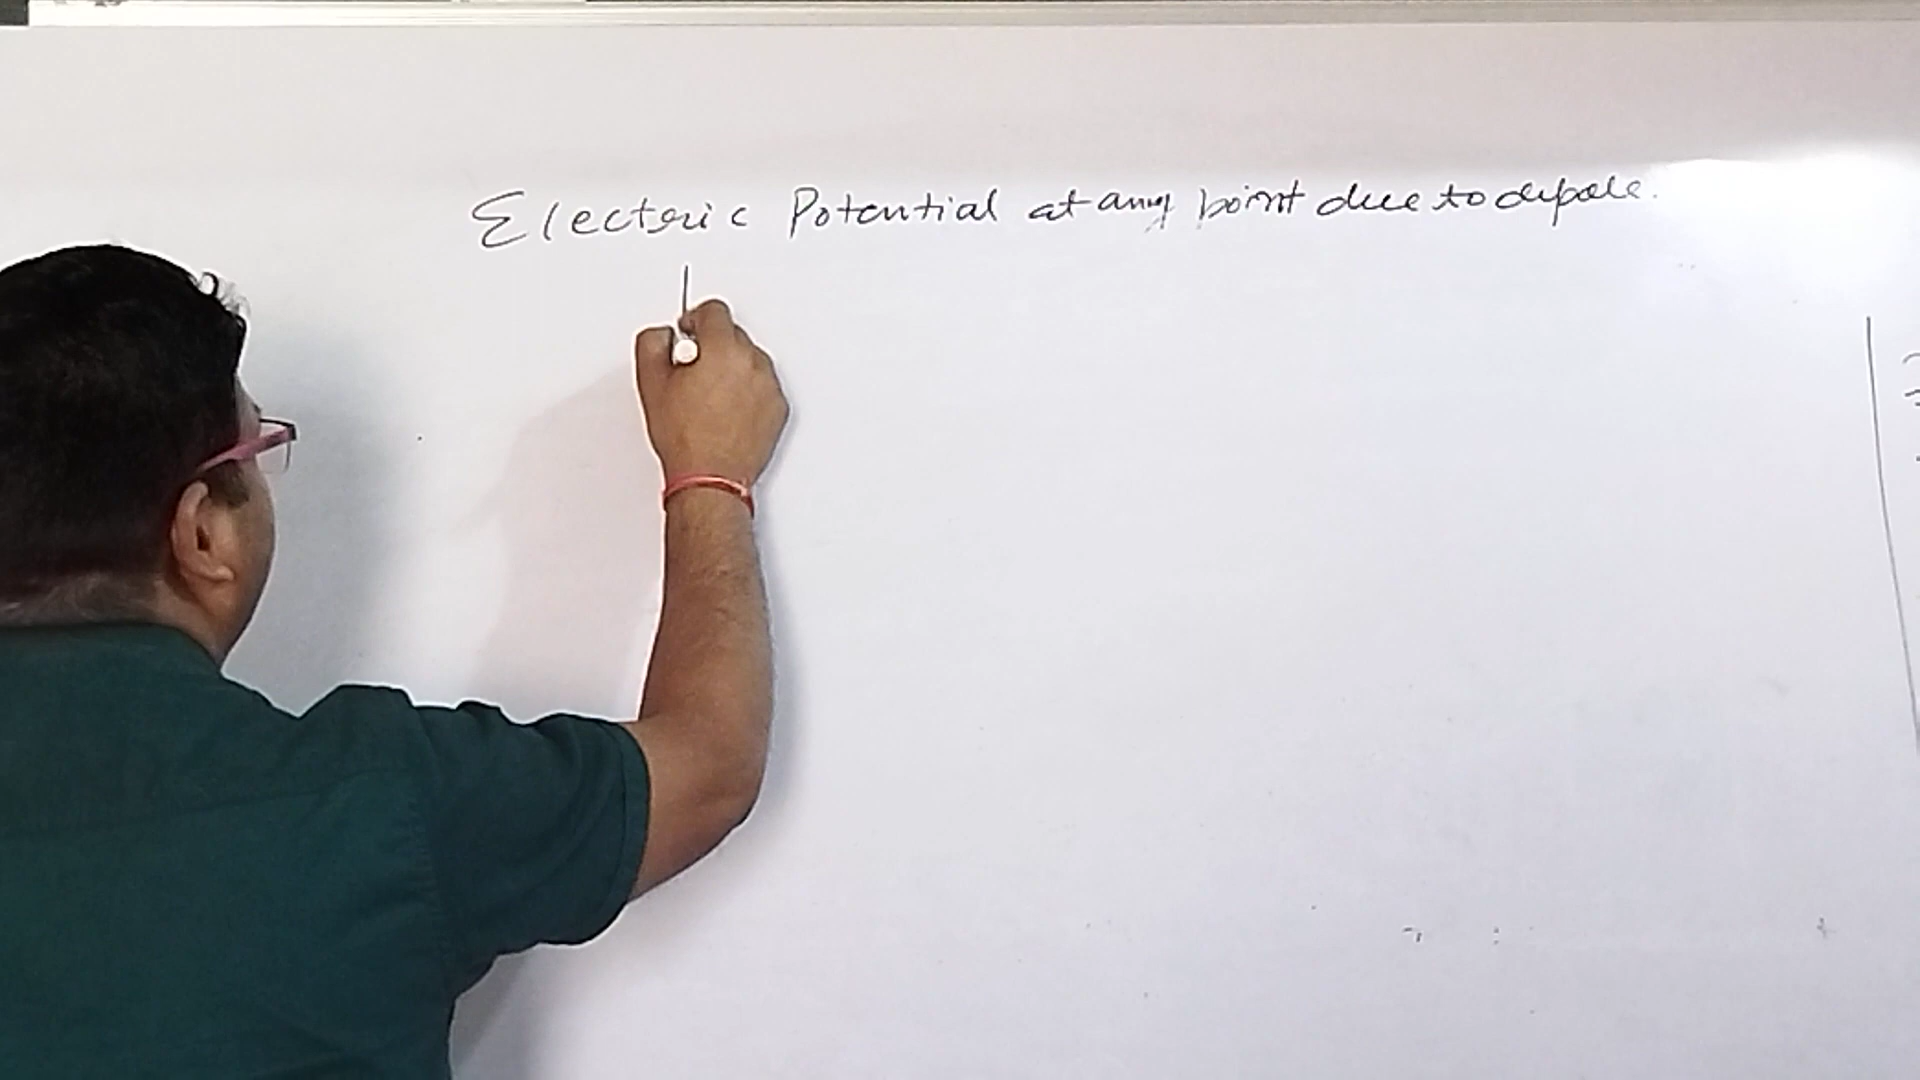 Electric Potential at any point due to dipole.